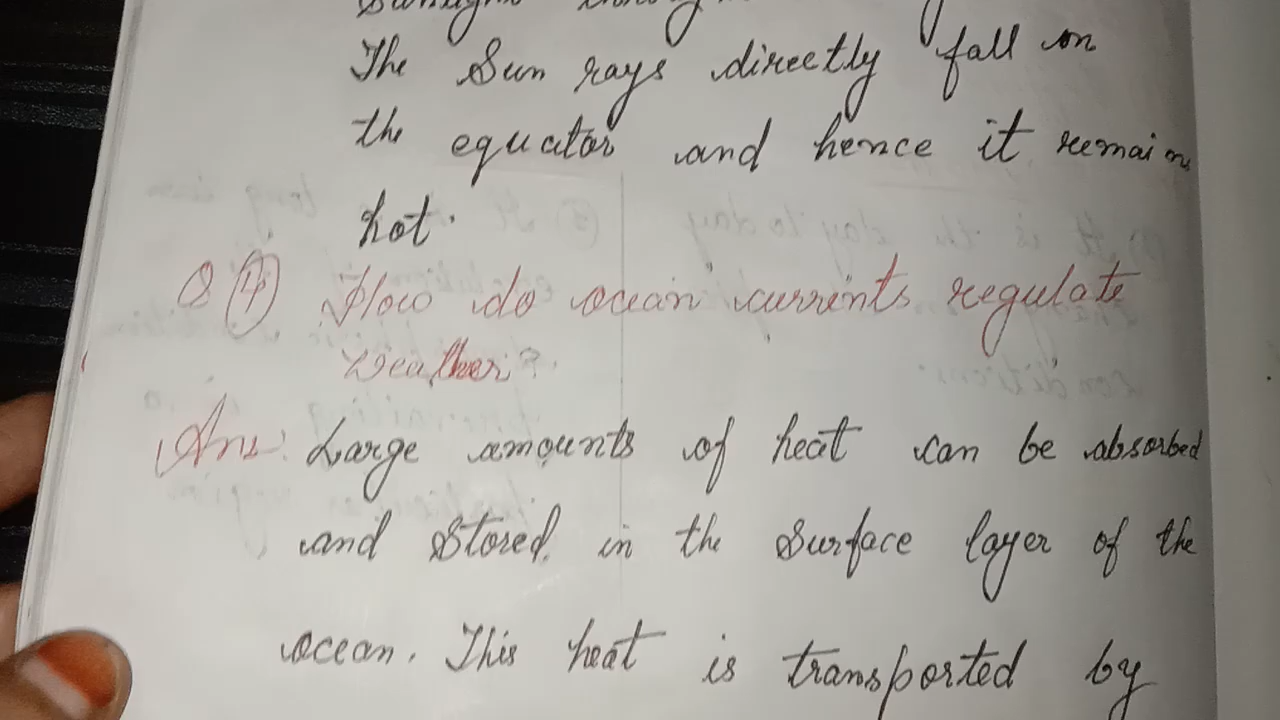 The Sun rays directly fall on
the equator and hence it remain
hot.
Q (4) How do ocean currents regulate
weather?
Ans: Large amounts of heat can be absorbed
and stored in the surface layer of the
ocean. This heat is transported by